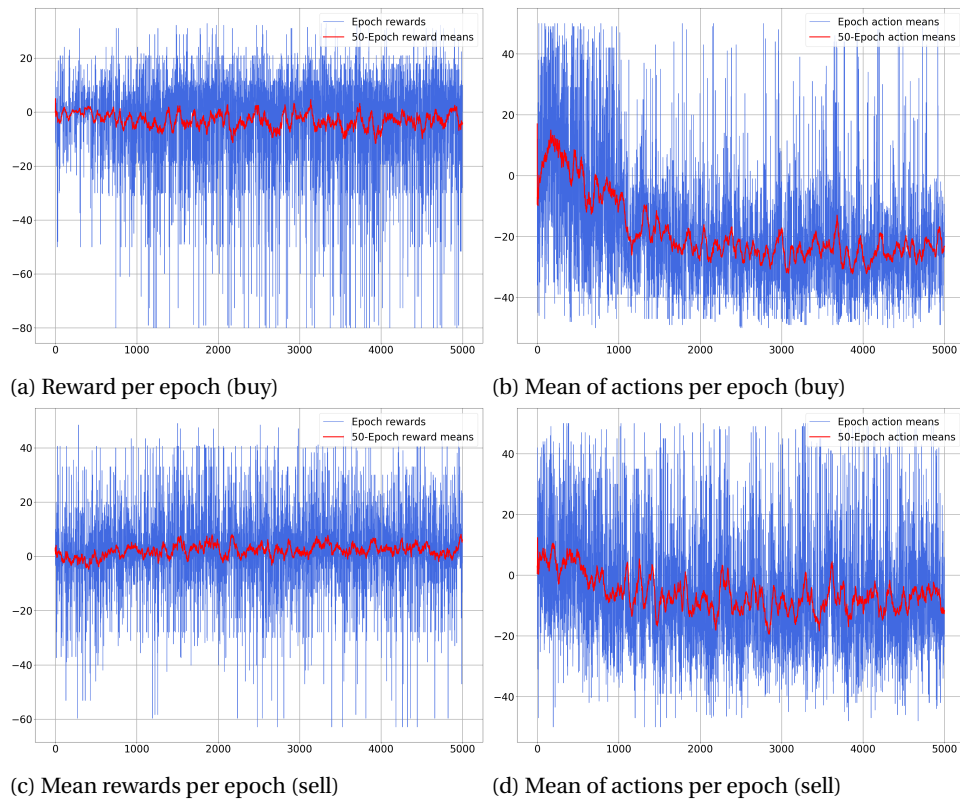 Epoch rewards
50-Epoch reward means
20
0
−20
−40
−60
−80
0 1000 2000 3000 4000 5000
(a) Reward per epoch (buy)
Epoch action means
50-Epoch action means
40
20
0
−20
−40
0 1000 2000 3000 4000 5000
(b) Mean of actions per epoch (buy)
Epoch rewards
50-Epoch reward means
40
20
0
−20
−40
−60
0 1000 2000 3000 4000 5000
(c) Mean rewards per epoch (sell)
Epoch action means
50-Epoch action means
40
20
0
−20
−40
0 1000 2000 3000 4000 5000
(d) Mean of actions per epoch (sell)